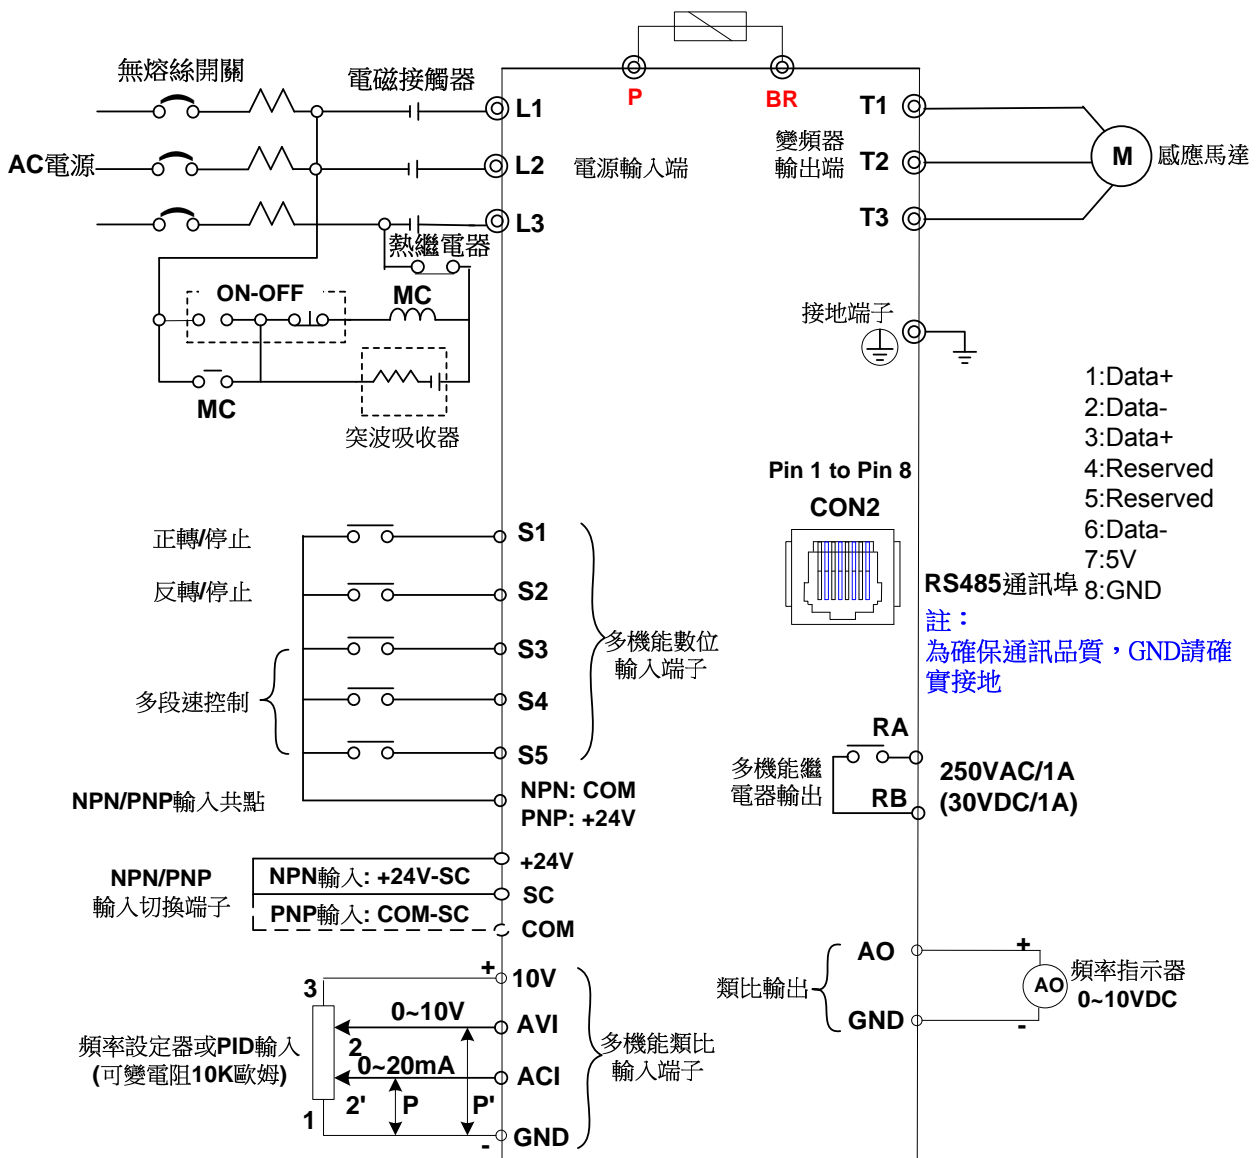 無熔絲開關
電磁接觸器
L1
P
BR
T1
AC電源
L2
電源輸入端
變頻器
輸出端
T2
M
感應馬達
L3
T3
熱繼電器
ON-OFF
MC
MC
突波吸收器
接地端子
1:Data+
2:Data-
3:Data+
4:Reserved
5:Reserved
6:Data-
7:5V
8:GND
Pin 1 to Pin 8
CON2
RS485通訊埠
註：
為確保通訊品質，GND請確
實接地
正轉/停止
S1
反轉/停止
S2
S3
多段速控制
S4
S5
多機能數位
輸入端子
NPN/PNP輸入共點
NPN: COM
PNP: +24V
RA
多機能繼
電器輸出
RB
250VAC/1A
(30VDC/1A)
NPN/PNP
輸入切換端子
NPN輸入: +24V-SC
PNP輸入: COM-SC
+24V
SC
COM
+
10V
3
0~10V
AVI
2
頻率設定器或PID輸入
(可變電阻10K歐姆)
0~20mA
ACI
2'
P
P'
1
-
GND
多機能類比
輸入端子
AO
類比輸出
GND
+
AO
-
頻率指示器
0~10VDC